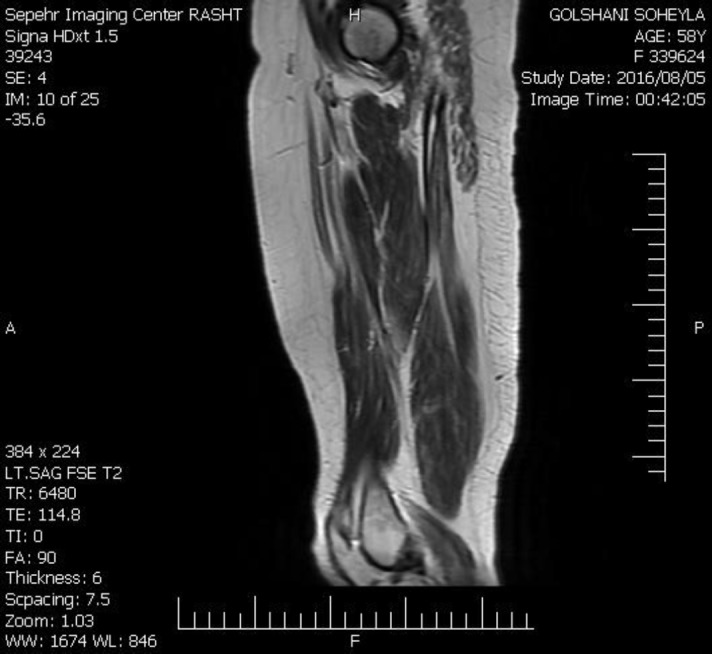 Sepehr Imaging Center RASHT
Signa HDxt 1.5
39243
SE: 4
IM: 10 of 25
-35.6
H
GOLSHANI SOHEYLA
AGE: 58Y
F 339624
Study Date: 2016/08/05
Image Time: 00:42:05
A
P
384 x 224
LT.SAG FSE T2
TR: 6480
TE: 114.8
TI: 0
FA: 90
Thickness: 6
Scpacing: 7.5
Zoom: 1.03
WW: 1674 WL: 846
F